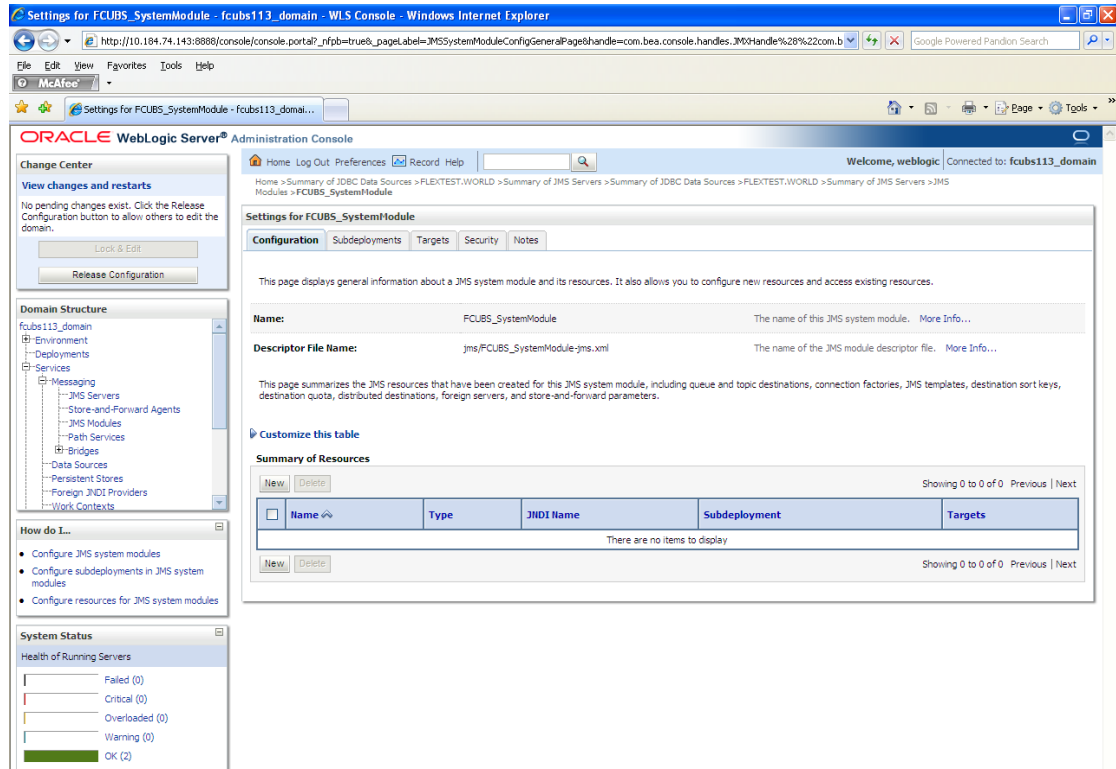 Settings for FCUBS_SystemModule - fcubs113_domain - WLS Console - Windows Internet Explorer
http://10.184.74.143:8888/console/console.portal?_nfpb=true&_pageLabel=JMSSystemModuleConfigGeneralPage&handle=com.bea.console.handles.JMXHandle%28%22com.b
Google Powered Pandion Search
File Edit View Favorites Tools Help
McAfee
Settings for FCUBS_SystemModule - fcubs113_domai...
Page Tools »
ORACLE WebLogic Server® Administration Console
Change Center
View changes and restarts
No pending changes exist. Click the Release
Configuration button to allow others to edit the
domain.
Lock & Edit
Release Configuration
Domain Structure
fcubs113_domain
Environment
Deployments
Services
Messaging
JMS Servers
Store-and-Forward Agents
JMS Modules
Path Services
Bridges
Data Sources
Persistent Stores
Foreign JNDI Providers
Work Contexts
How do I...
Configure JMS system modules
Configure subdeployments in JMS system
modules
Configure resources for JMS system modules
System Status
Health of Running Servers
Failed (0)
Critical (0)
Overloaded (0)
Warning (0)
OK (2)
Home Log Out Preferences Record Help
Welcome, weblogic Connected to: fcubs113_domain
Home >Summary of JDBC Data Sources >FLEXTEST.WORLD >Summary of JMS Servers >Summary of JDBC Data Sources >FLEXTEST.WORLD >Summary of JMS Servers >JMS
Modules >FCUBS_SystemModule
Settings for FCUBS_SystemModule
Configuration Subdeployments Targets Security Notes
This page displays general information about a JMS system module and its resources. It also allows you to configure new resources and access existing resources.
Name: FCUBS_SystemModule The name of this JMS system module. More Info...
Descriptor File Name: jms/FCUBS_SystemModule-jms.xml The name of the JMS module descriptor file. More Info...
This page summarizes the JMS resources that have been created for this JMS system module, including queue and topic destinations, connection factories, JMS templates, destination sort keys,
destination quota, distributed destinations, foreign servers, and store-and-forward parameters.
Customize this table
Summary of Resources
New Delete Showing 0 to 0 of 0 Previous | Next
Name Type JNDI Name Subdeployment Targets
There are no items to display
New Delete Showing 0 to 0 of 0 Previous | Next